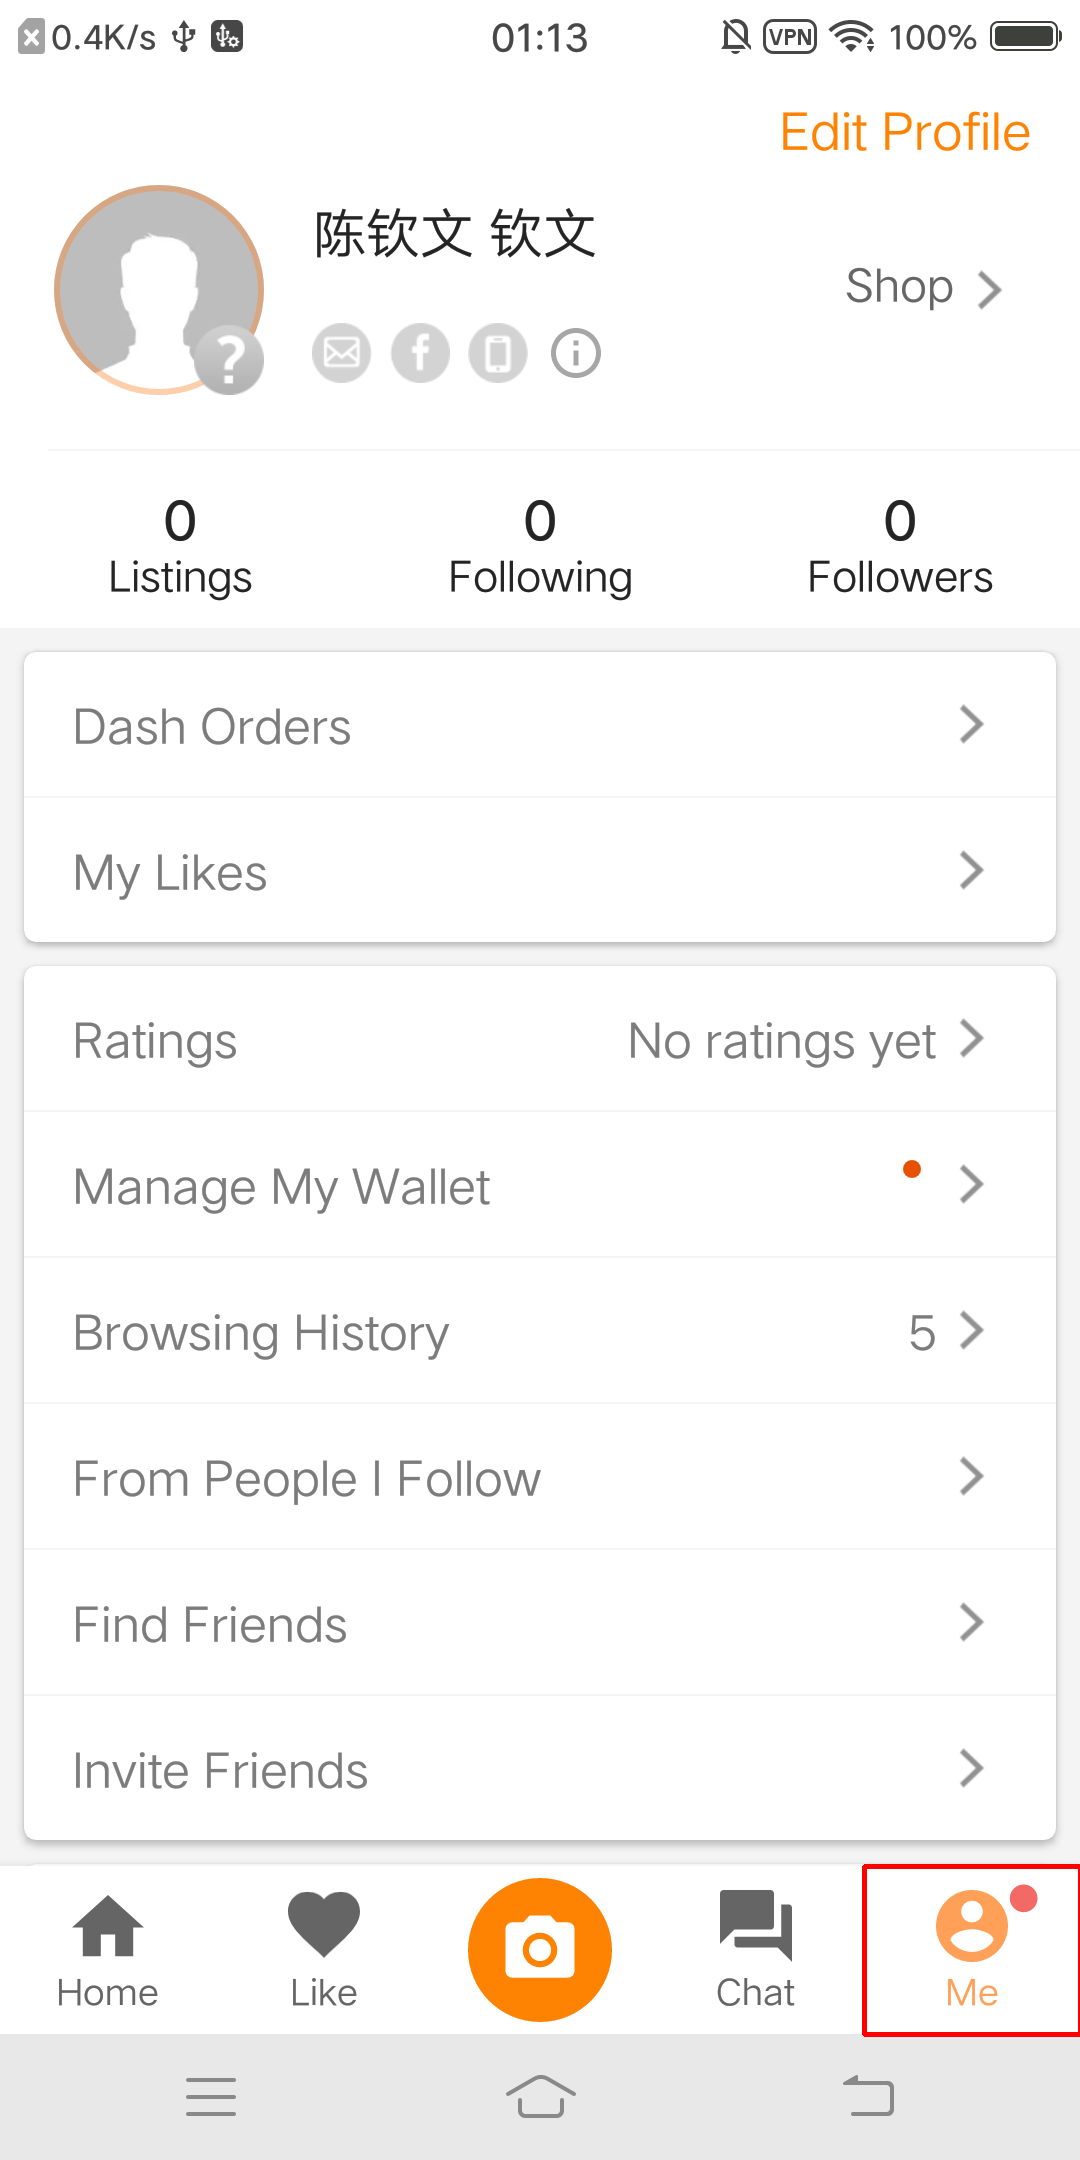 0.4K/s 01:13 VPN 100%
Edit Profile
陈钦文 钦文
Shop
0 0 0
Listings Following Followers
Dash Orders
My Likes
Ratings No ratings yet
Manage My Wallet
Browsing History 5
From People I Follow
Find Friends
Invite Friends
Home Like Chat Me